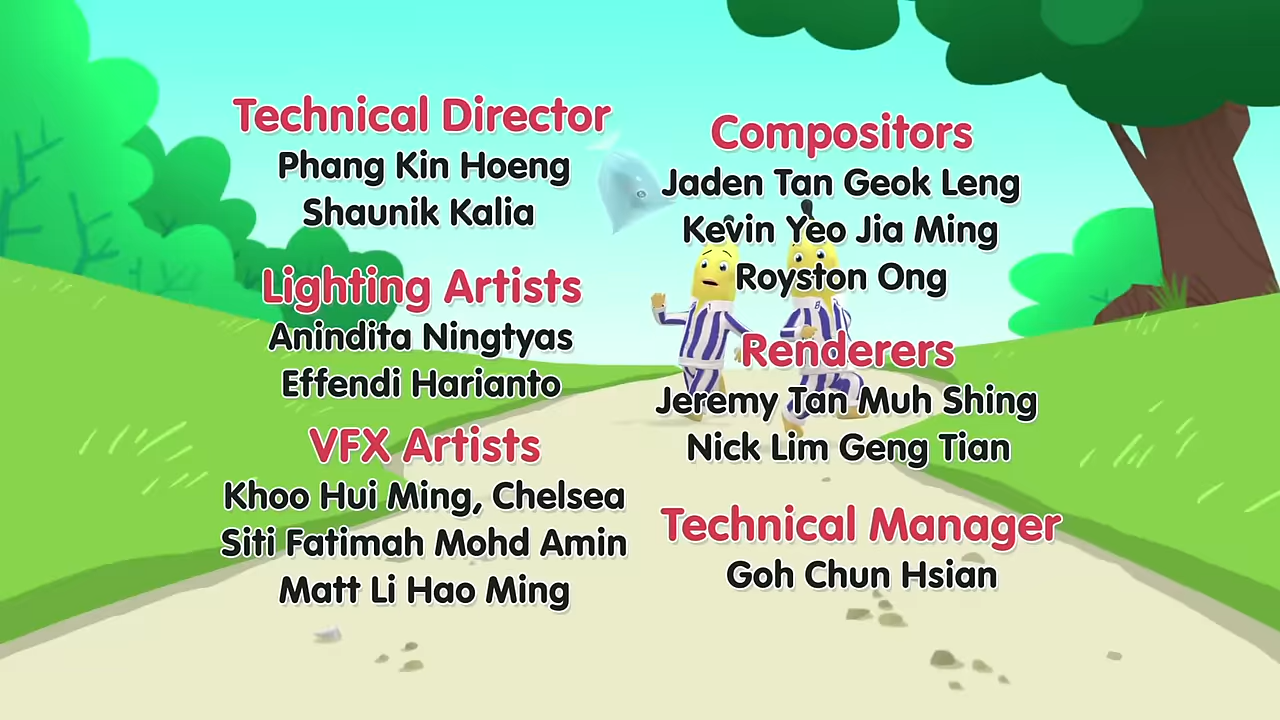 Technical Director
Phang Kin Hoeng
Shaunik Kalia
Lighting Artists
Anindita Ningtyas
Effendi Harianto
VFX Artists
Khoo Hui Ming, Chelsea
Siti Fatimah Mohd Amin
Matt Li Hao Ming
Compositors
Jaden Tan Geok Leng
Kevin Yeo Jia Ming
Royston Ong
Renderers
Jeremy Tan Muh Shing
Nick Lim Geng Tian
Technical Manager
Goh Chun Hsian